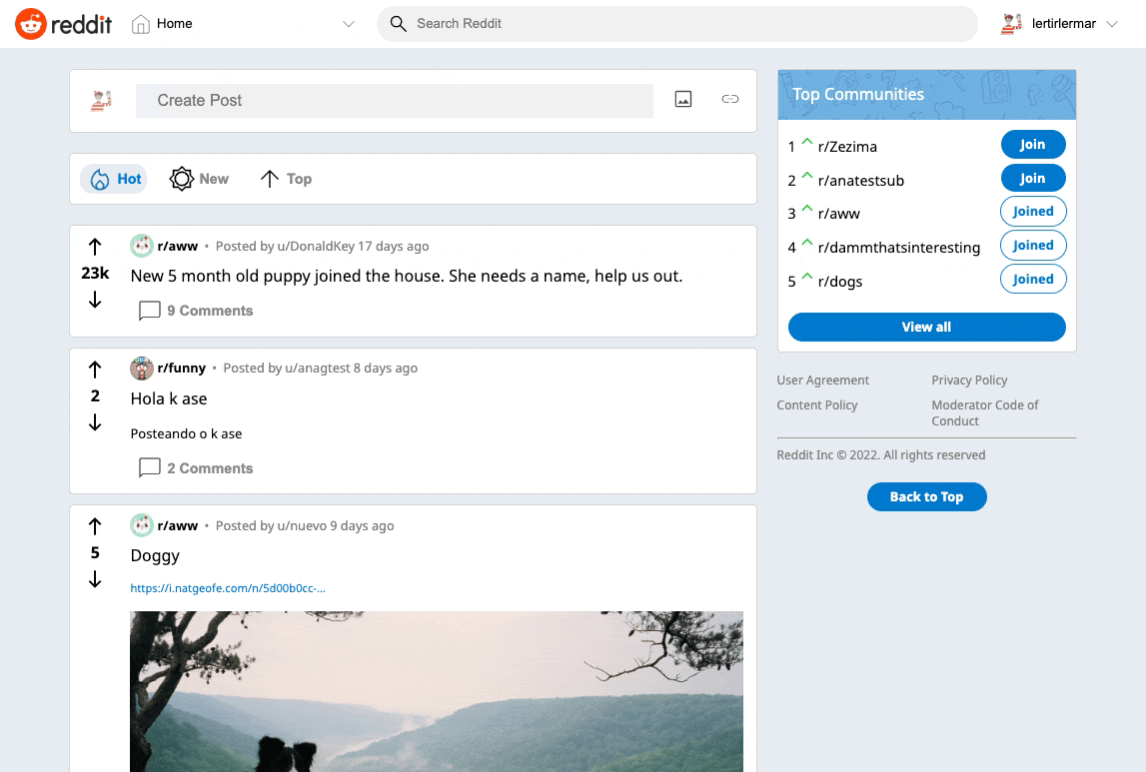 reddit
Home
Search Reddit
lertirlermar
Create Post
Hot
New
Top
23k
r/aww • Posted by u/DonaldKey 17 days ago
New 5 month old puppy joined the house. She needs a name, help us out.
9 Comments
2
r/funny • Posted by u/anagtest 8 days ago
Hola k ase
Posteando o k ase
2 Comments
5
r/aww • Posted by u/nuevo 9 days ago
Doggy
https://i.natgeofe.com/n/5d00b0cc-...
Top Communities
1 r/Zezima Join
2 r/anatestsub Join
3 r/aww Joined
4 r/dammthatsinteresting Joined
5 r/dogs Joined
View all
User Agreement Privacy Policy
Content Policy Moderator Code of
Conduct
Reddit Inc © 2022. All rights reserved
Back to Top